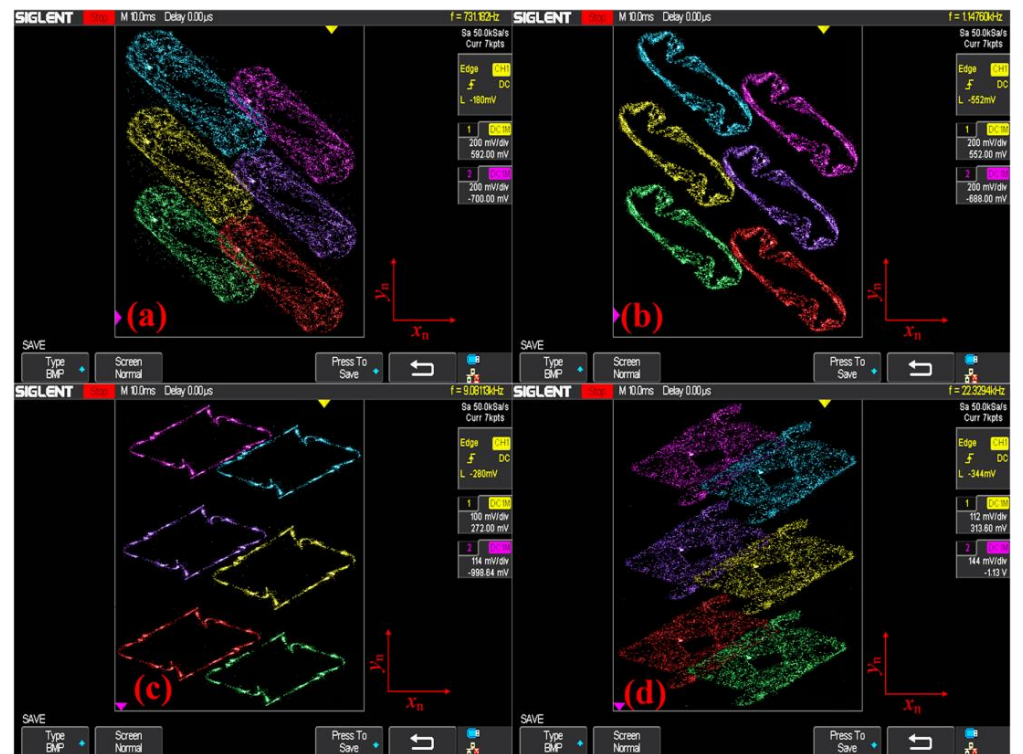 SIGLENT Stop M 10.0ms Delay 0.00μs f = 731.182Hz
Sa 50.0kSa/s
Curr 7kpts
Edge CH1
DC
L -180mV
1 DC1M
200 mV/div
592.00 mV
2 DC1M
200 mV/div
-700.00 mV
(a)
yn
xn
SAVE
Type
BMP
Screen
Normal
Press To
Save
SIGLENT Stop M 10.0ms Delay 0.00μs f = 1.14760kHz
Sa 50.0kSa/s
Curr 7kpts
Edge CH1
DC
L -552mV
1 DC1M
200 mV/div
552.00 mV
2 DC1M
200 mV/div
-688.00 mV
(b)
yn
xn
SAVE
Type
BMP
Screen
Normal
Press To
Save
SIGLENT Stop M 10.0ms Delay 0.00μs f = 9.08113kHz
Sa 50.0kSa/s
Curr 7kpts
Edge CH1
DC
L -280mV
1 DC1M
100 mV/div
272.00 mV
2 DC1M
114 mV/div
-998.64 mV
(c)
yn
xn
SAVE
Type
BMP
Screen
Normal
Press To
Save
SIGLENT Stop M 10.0ms Delay 0.00μs f = 22.3294kHz
Sa 50.0kSa/s
Curr 7kpts
Edge CH1
DC
L -344mV
1 DC1M
112 mV/div
313.60 mV
2 DC1M
144 mV/div
-1.13 V
(d)
yn
xn
SAVE
Type
BMP
Screen
Normal
Press To
Save